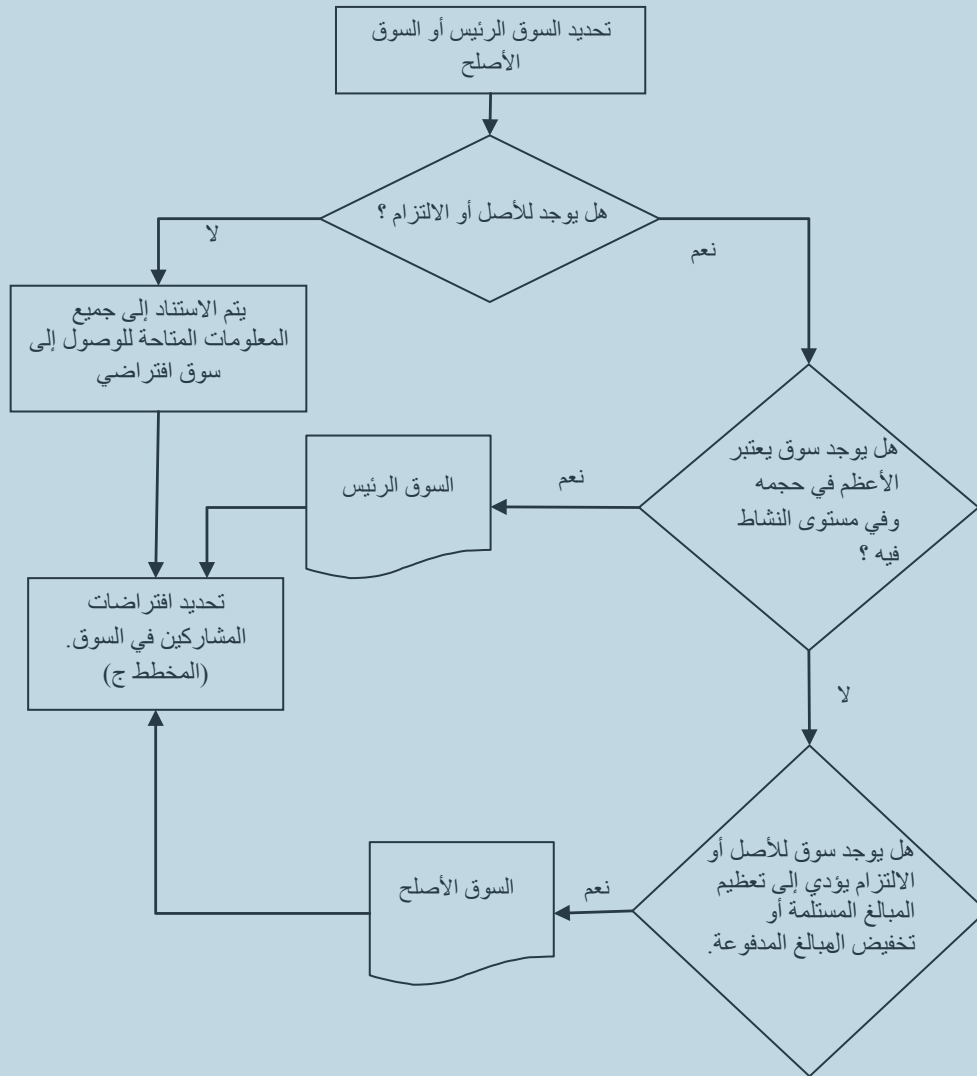 تحديد السوق الرئيس أو السوق
الأصلح
هل يوجد للأصل أو الالتزام ؟
لا
نعم
يتم الاستناد إلى جميع
المعلومات المتاحة للوصول إلى
سوق افتراضي
هل يوجد سوق يعتبر
الأعظم في حجمه
وفي مستوى النشاط
فيه ؟
نعم
السوق الرئيس
تحديد افتراضات
المشاركين في السوق.
(المخطط ج)
لا
هل يوجد سوق للأصل أو
الالتزام يؤدي إلى تعظيم
المبالغ المستلمة أو
تخفيض المبالغ المدفوعة.
نعم
السوق الأصلح